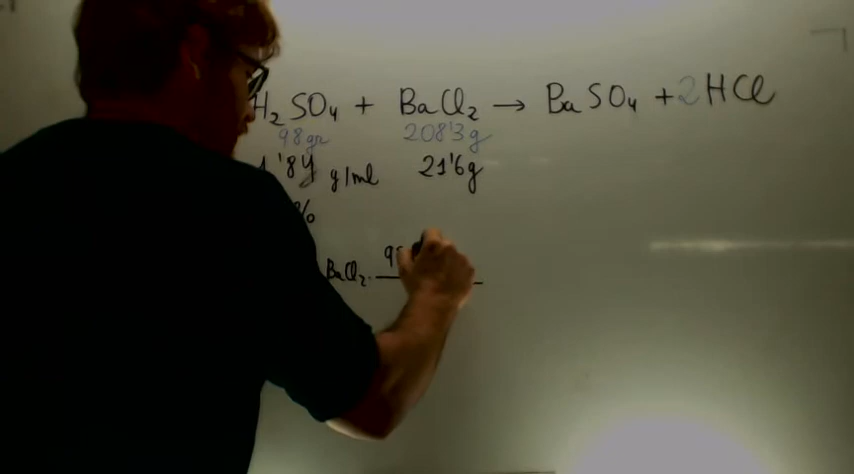 H₂SO₄ + BaCl₂ → BaSO₄ + 2HCl
98gr 208'3g
1'84 g/ml 21'6g
%
BaCl₂·